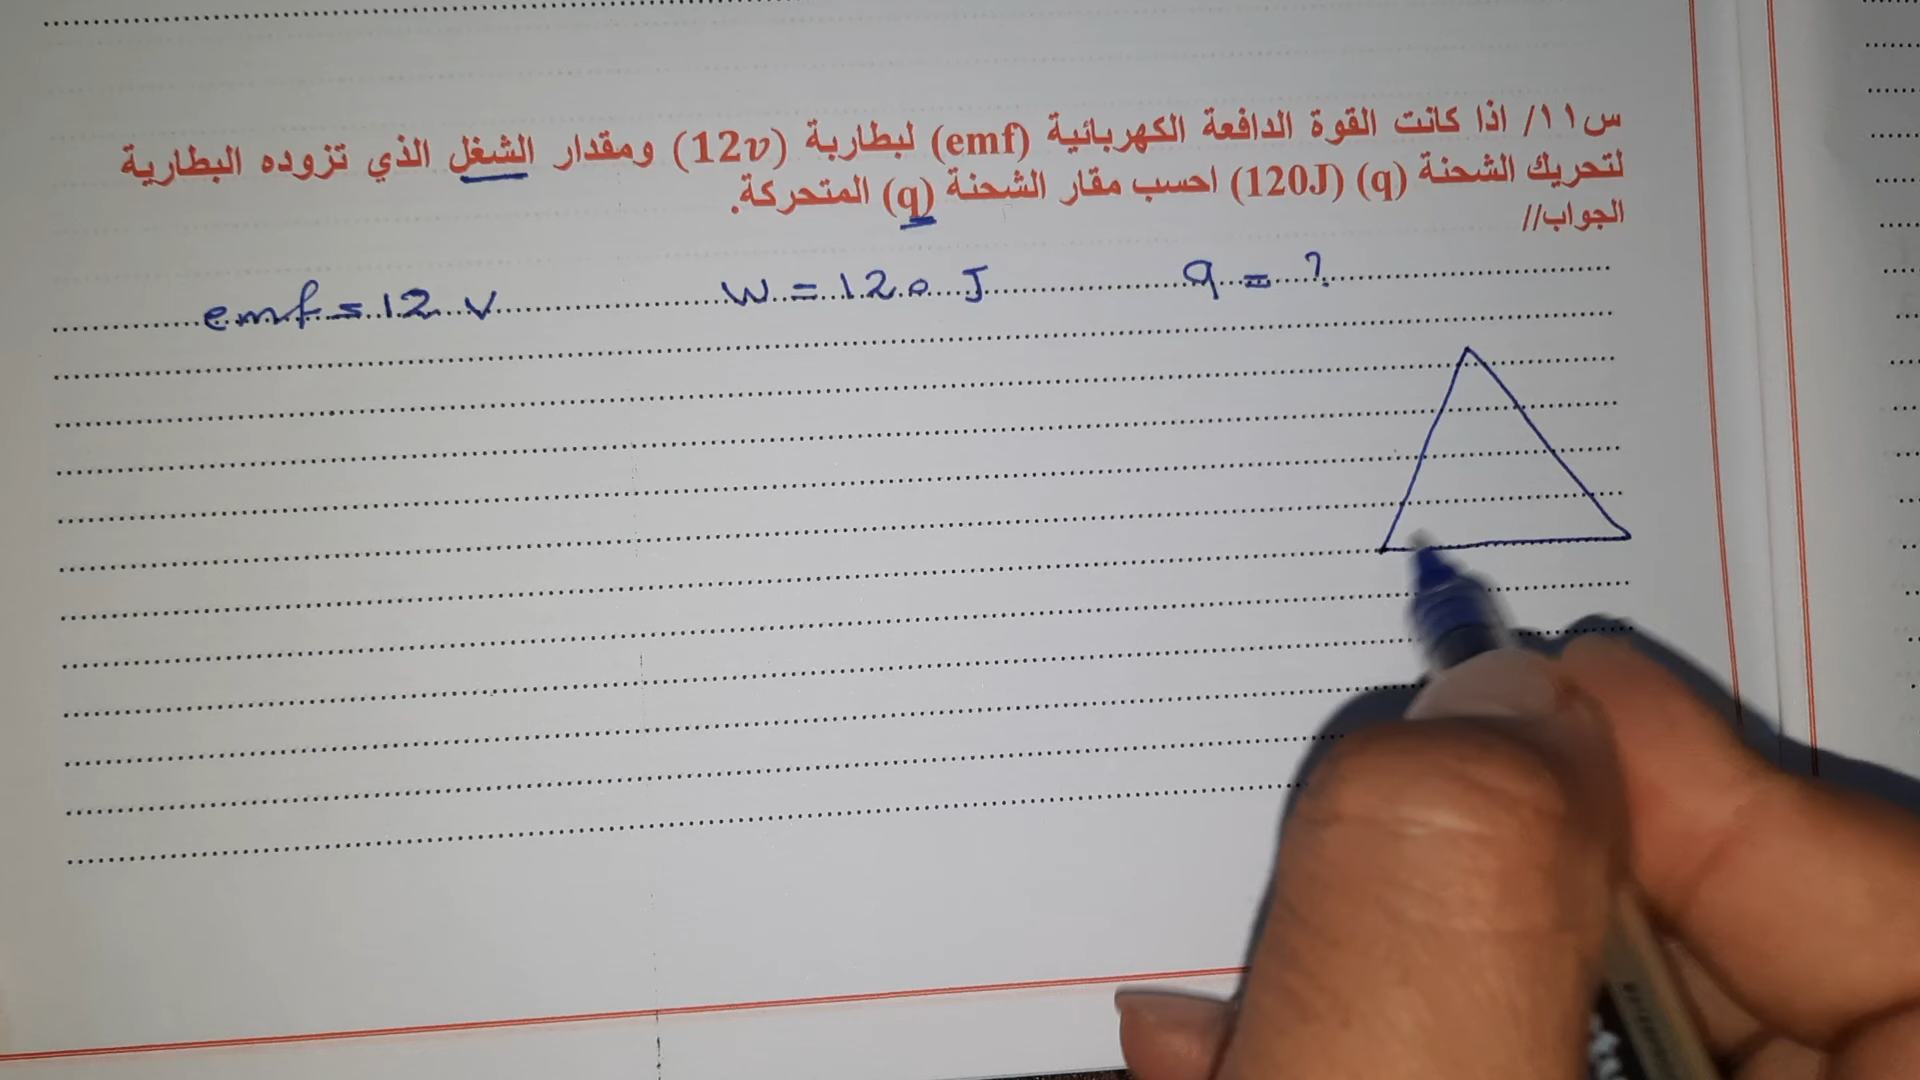 س١١/ اذا كانت القوة الدافعة الكهربائية (emf) لبطاربة (12v) ومقدار الشغل الذي تزوده البطارية
لتحريك الشحنة (q) (120J) احسب مقار الشحنة (q) المتحركة.
الجواب//
emf = 12 V W = 120 J q = ?